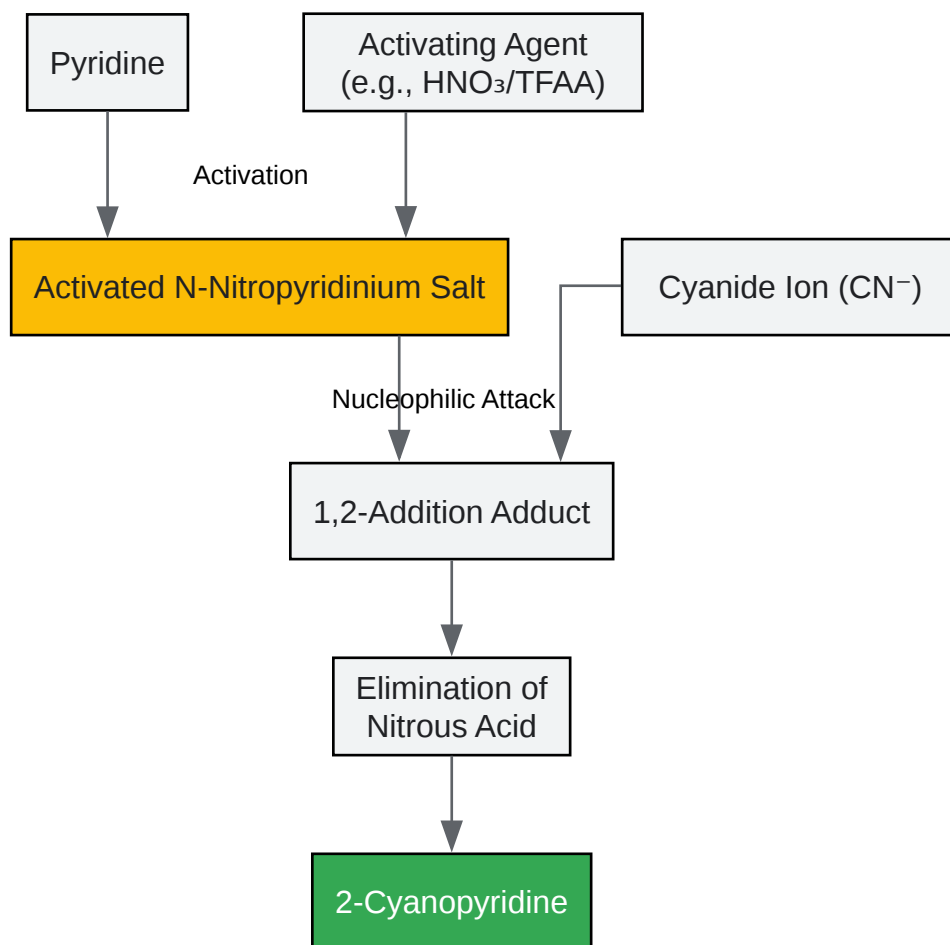 Pyridine
Activating Agent
(e.g., HNO₃/TFAA)
Activation
Activated N-Nitropyridinium Salt
Cyanide Ion (CN⁻)
Nucleophilic Attack
1,2-Addition Adduct
Elimination of
Nitrous Acid
2-Cyanopyridine